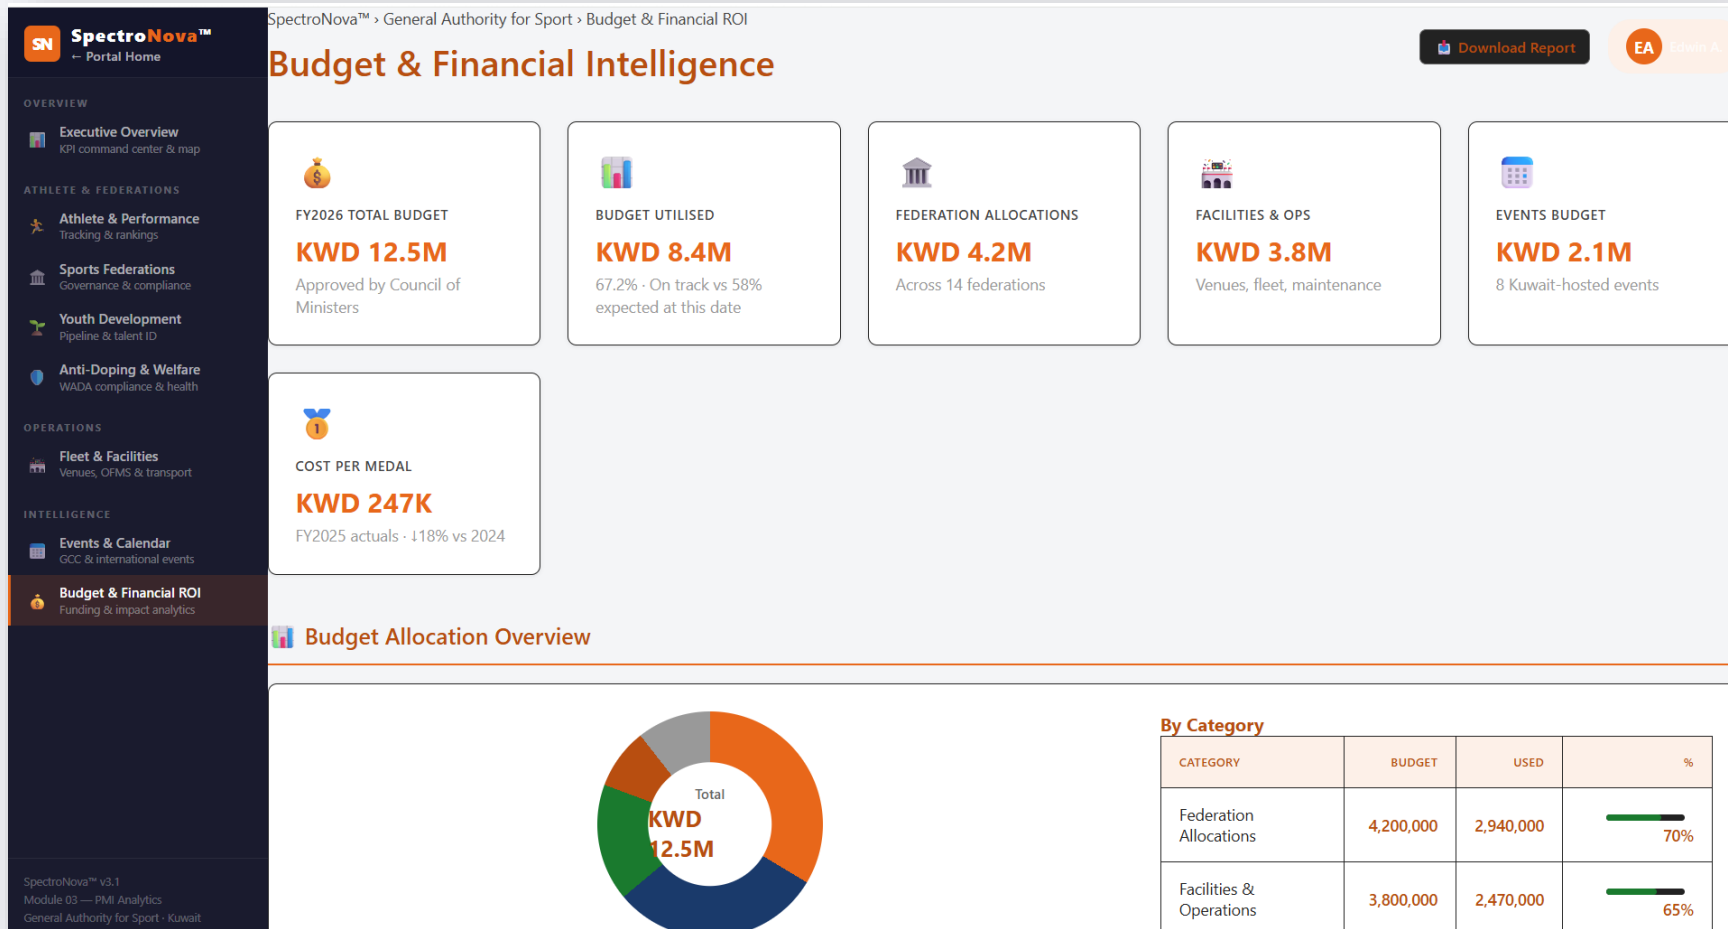 SN
SpectroNova™
← Portal Home
OVERVIEW
Executive Overview
KPI command center & map
ATHLETE & FEDERATIONS
Athlete & Performance
Tracking & rankings
Sports Federations
Governance & compliance
Youth Development
Pipeline & talent ID
Anti-Doping & Welfare
WADA compliance & health
OPERATIONS
Fleet & Facilities
Venues, OFMS & transport
INTELLIGENCE
Events & Calendar
GCC & international events
Budget & Financial ROI
Funding & impact analytics
SpectroNova™ v3.1
Module 03 — PMI Analytics
General Authority for Sport · Kuwait
SpectroNova™ › General Authority for Sport › Budget & Financial ROI
Budget & Financial Intelligence
Download Report
EA
Edwin A.
FY2026 TOTAL BUDGET
KWD 12.5M
Approved by Council of
Ministers
BUDGET UTILISED
KWD 8.4M
67.2% · On track vs 58%
expected at this date
FEDERATION ALLOCATIONS
KWD 4.2M
Across 14 federations
FACILITIES & OPS
KWD 3.8M
Venues, fleet, maintenance
EVENTS BUDGET
KWD 2.1M
8 Kuwait-hosted events
COST PER MEDAL
KWD 247K
FY2025 actuals · ↓18% vs 2024
Budget Allocation Overview
Total
KWD
12.5M
By Category
CATEGORY BUDGET USED %
Federation
Allocations
4,200,000 2,940,000 70%
Facilities &
Operations
3,800,000 2,470,000 65%